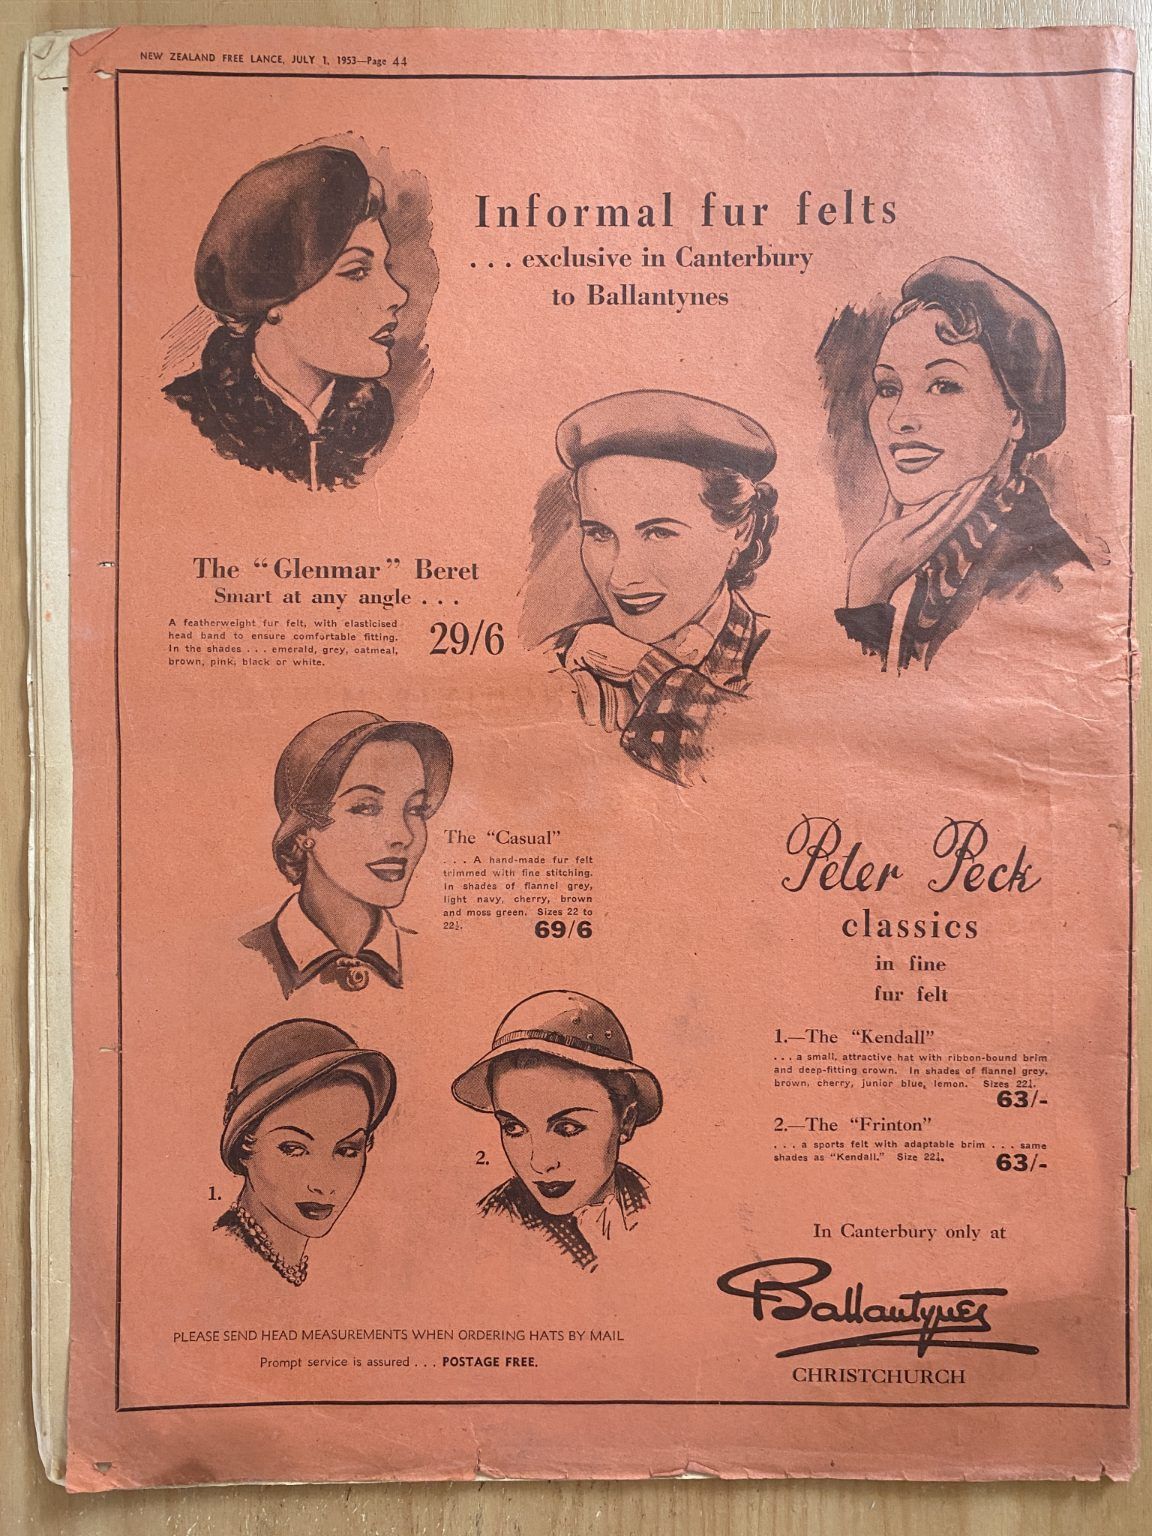 NEW ZEALAND FREE LANCE, JULY 1, 1953—Page 44
Informal fur felts
. . . exclusive in Canterbury
to Ballantynes
The “Glenmar” Beret
Smart at any angle . . .
A featherweight fur felt, with elasticised
head band to ensure comfortable fitting.
In the shades . . . emerald, grey, oatmeal,
brown, pink, black or white.
29/6
The “Casual”
. . . A hand-made fur felt
trimmed with fine stitching.
In shades of flannel grey,
light navy, cherry, brown
and moss green. Sizes 22 to
22½.
69/6
Peter Peck
classics
in fine
fur felt
1.—The “Kendall”
. . . a small, attractive hat with ribbon-bound brim
and deep-fitting crown. In shades of flannel grey,
brown, cherry, junior blue, lemon. Sizes 22½.
63/-
2.—The “Frinton”
. . . a sports felt with adaptable brim . . . same
shades as “Kendall.” Size 22½.
63/-
1.
2.
In Canterbury only at
Ballantynes
CHRISTCHURCH
PLEASE SEND HEAD MEASUREMENTS WHEN ORDERING HATS BY MAIL
Prompt service is assured . . . POSTAGE FREE.